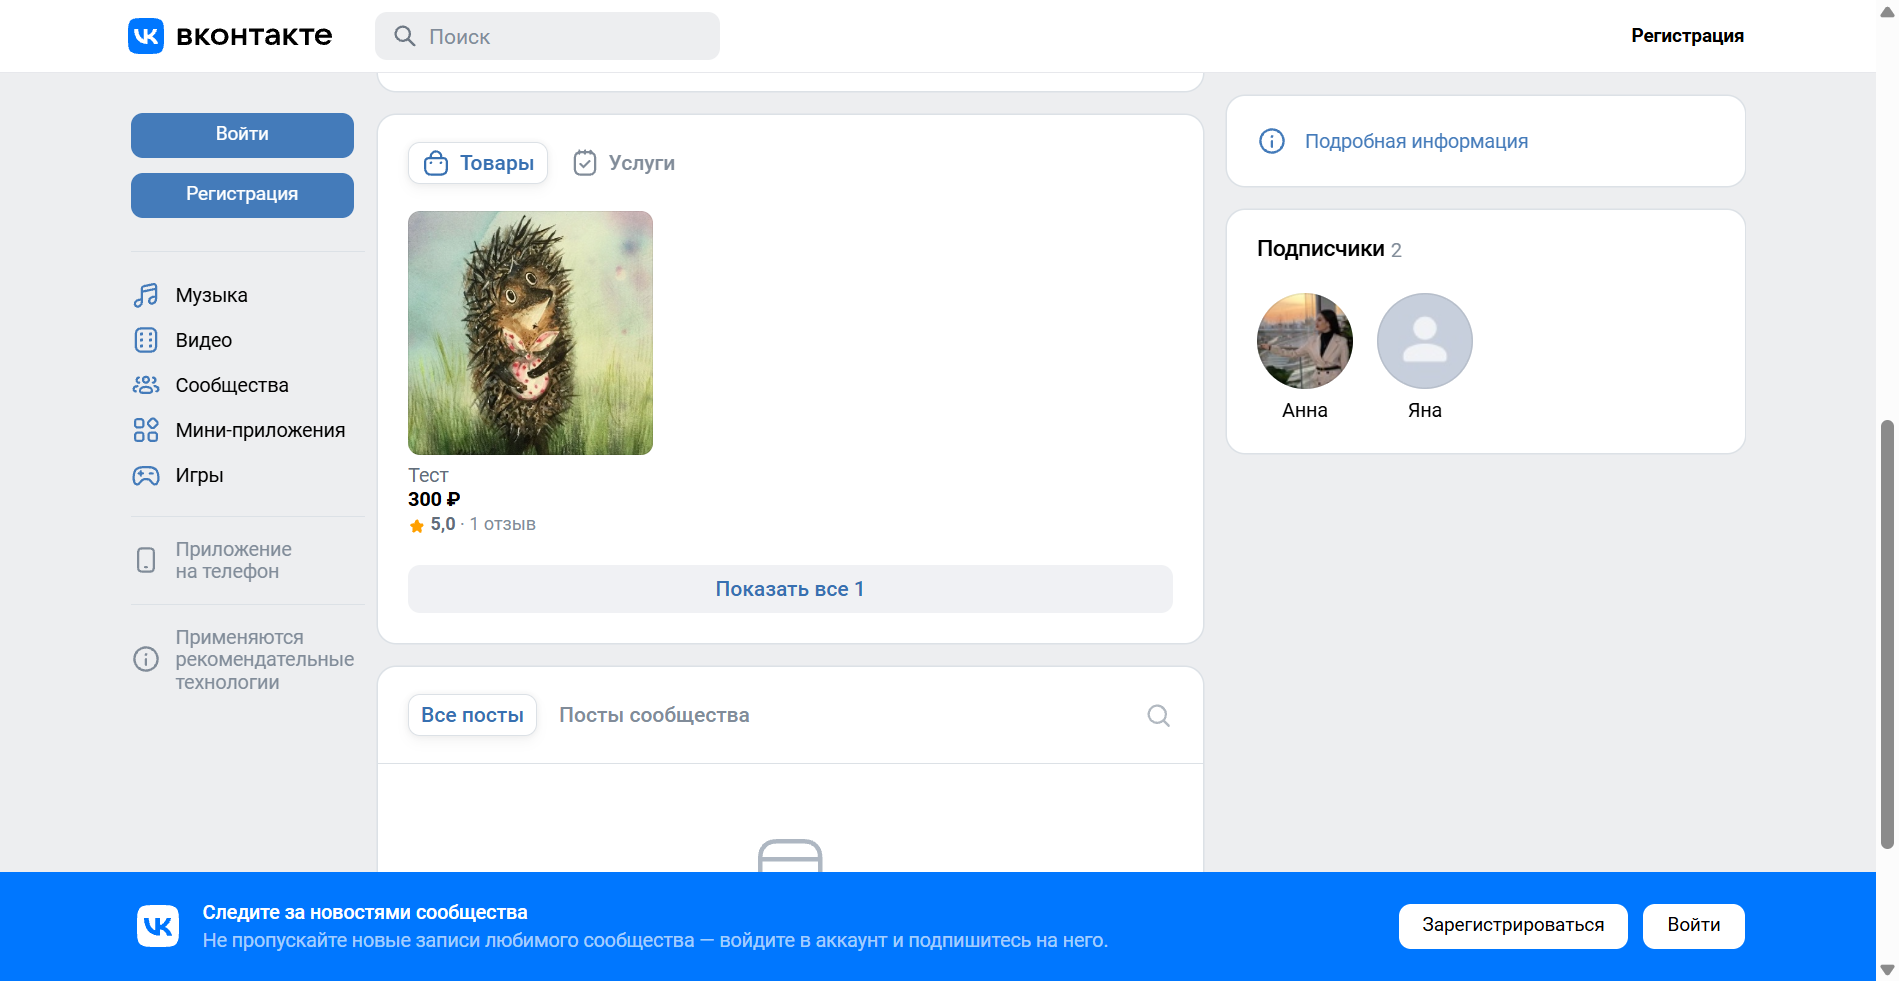 вконтакте
Поиск
Регистрация
Войти
Регистрация
Музыка
Видео
Сообщества
Мини-приложения
Игры
Приложение
на телефон
Применяются
рекомендательные
технологии
Товары
Услуги
Тест
300 ₽
5,0 · 1 отзыв
Показать все 1
Все посты
Посты сообщества
Подробная информация
Подписчики 2
Анна
Яна
Следите за новостями сообщества
Не пропускайте новые записи любимого сообщества — войдите в аккаунт и подпишитесь на него.
Зарегистрироваться
Войти